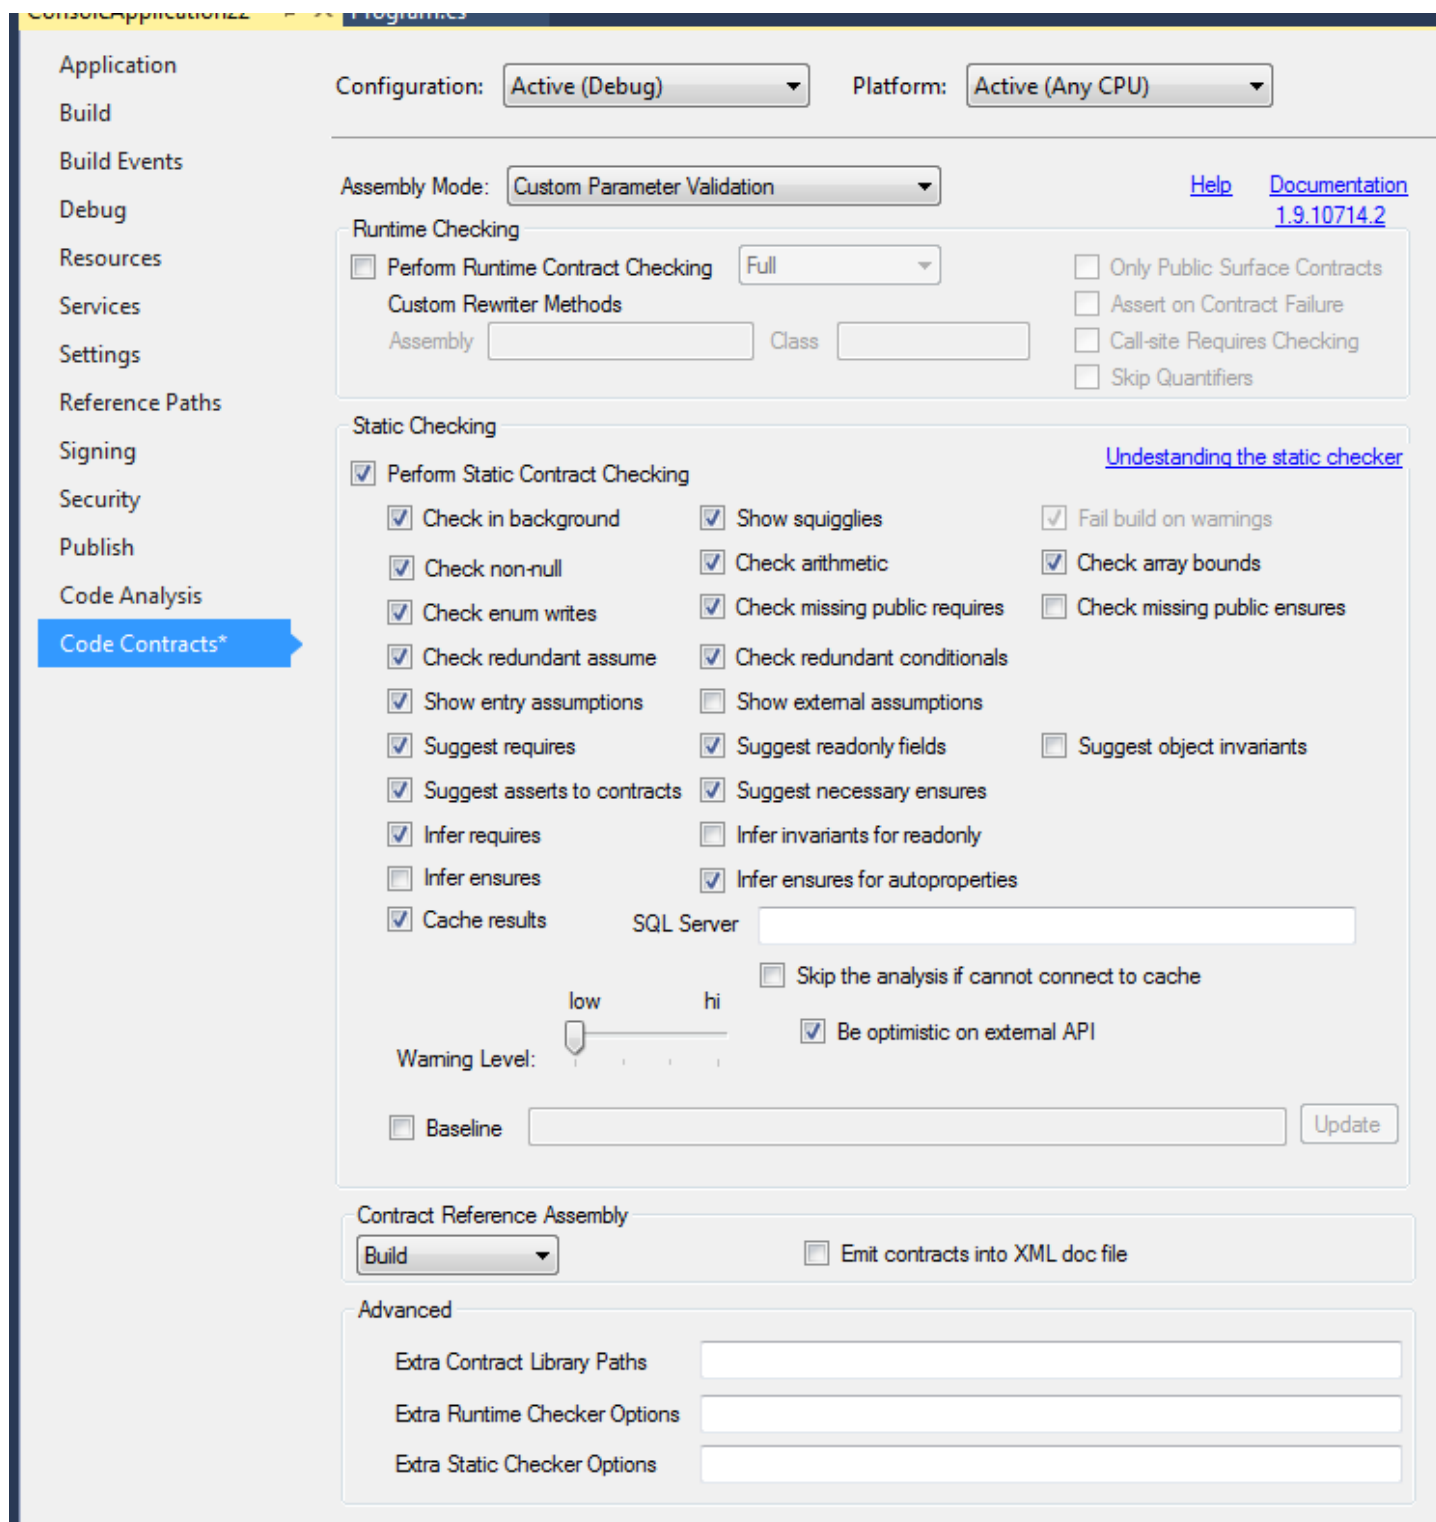 ConsoleApplication22
Program.cs
Application
Build
Build Events
Debug
Resources
Services
Settings
Reference Paths
Signing
Security
Publish
Code Analysis
Code Contracts*
Configuration: Active (Debug) Platform: Active (Any CPU)
Assembly Mode: Custom Parameter Validation Help Documentation
1.9.10714.2
Runtime Checking
Perform Runtime Contract Checking Full Only Public Surface Contracts
Custom Rewriter Methods Assert on Contract Failure
Assembly Class Call-site Requires Checking
Skip Quantifiers
Static Checking
Undestanding the static checker
Perform Static Contract Checking
Check in background Show squigglies Fail build on warnings
Check non-null Check arithmetic Check array bounds
Check enum writes Check missing public requires Check missing public ensures
Check redundant assume Check redundant conditionals
Show entry assumptions Show external assumptions
Suggest requires Suggest readonly fields Suggest object invariants
Suggest asserts to contracts Suggest necessary ensures
Infer requires Infer invariants for readonly
Infer ensures Infer ensures for autoproperties
Cache results SQL Server
Skip the analysis if cannot connect to cache
low hi
Be optimistic on external API
Warning Level:
Baseline Update
Contract Reference Assembly
Build Emit contracts into XML doc file
Advanced
Extra Contract Library Paths
Extra Runtime Checker Options
Extra Static Checker Options